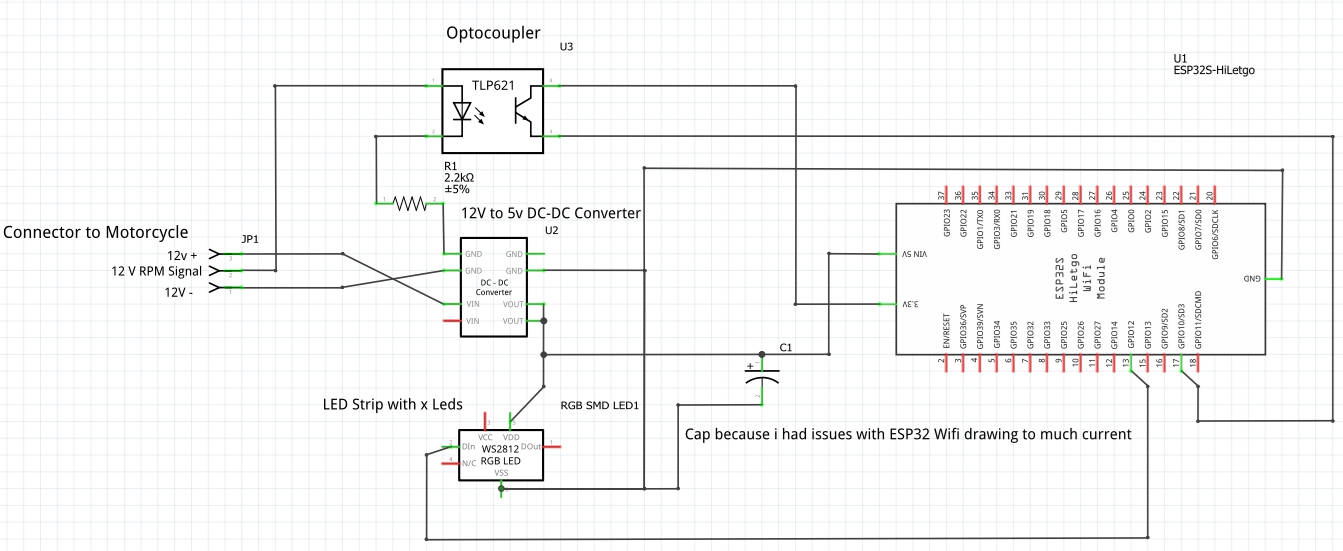 Optocoupler
U3
TLP621
U1
ESP32S-HiLetgo
R1
2.2kΩ
±5%
12V to 5v DC-DC Converter
U2
Connector to Motorcycle
JP1
12v +
12 V RPM Signal
12V -
3
2
1
GND
GND
VIN
VIN
GND
GND
VOUT
VOUT
DC - DC
Converter
37
36
35
34
33
31
30
29
28
27
26
25
24
23
22
21
20
GPIO23
GPIO22
GPIO1/TX0
GPIO3/RX0
GPIO21
GPIO19
GPIO18
GPIO5
GPIO17
GPIO16
GPIO4
GPIO0
GPIO2
GPIO15
GPIO8/SD1
GPIO7/SD0
GPIO6/SDCLK
VIN 5V
3.3V
GND
ESP32S
HiLetgo
WiFi
Module
EN/RESET
GPIO36/SVP
GPIO39/SVN
GPIO34
GPIO35
GPIO32
GPIO33
GPIO25
GPIO26
GPIO27
GPIO14
GPIO12
GPIO13
GPIO9/SD2
GPIO10/SD3
GPIO11/SDCMD
2
3
4
5
6
7
8
9
10
11
12
13
15
16
17
18
C1
+
LED Strip with x Leds
RGB SMD LED1
VCC
VDD
DIn
DOut
WS2812
RGB LED
N/C
VSS
Cap because i had issues with ESP32 Wifi drawing to much current